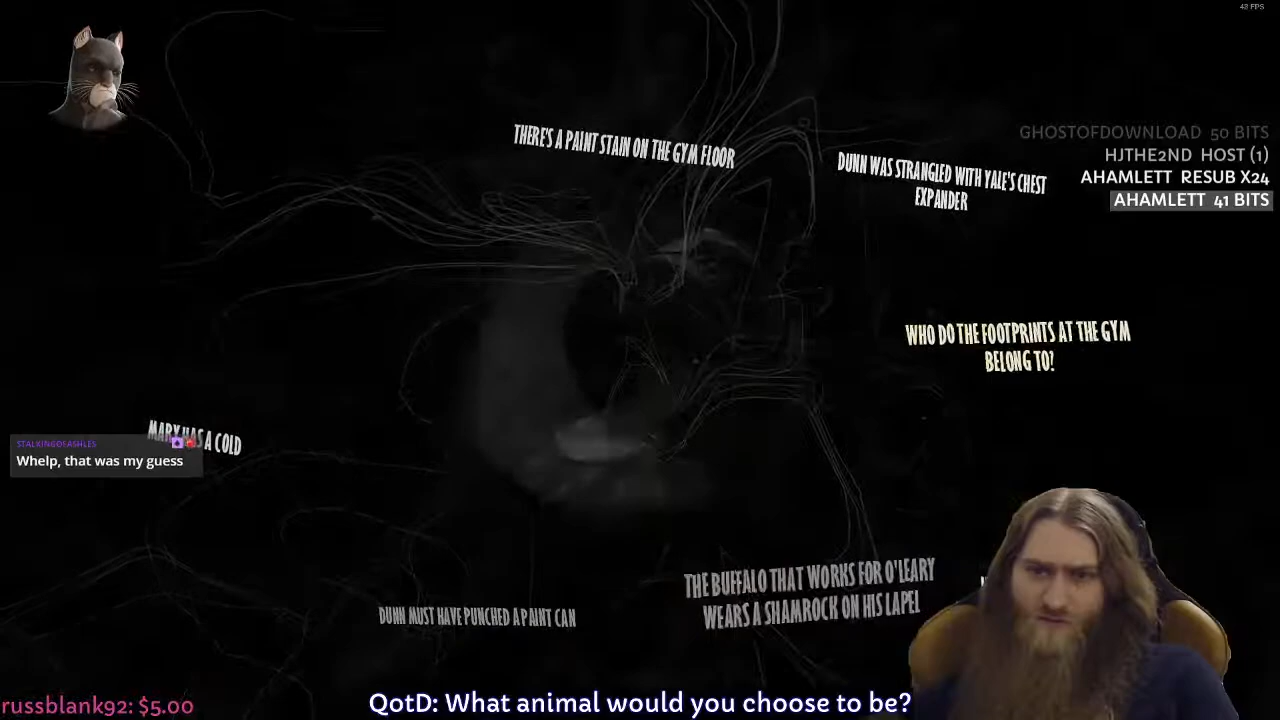 43 FPS
THERE'S A PAINT STAIN ON THE GYM FLOOR
DUNN WAS STRANGLED WITH YALE'S CHEST
EXPANDER
GHOSTOFDOWNLOAD 50 BITS
HJTHE2ND HOST (1)
AHAMLETT RESUB X24
AHAMLETT 41 BITS
WHO DO THE FOOTPRINTS AT THE GYM
BELONG TO?
MARY HAS A COLD
STALKINGOFASHLES
Whelp, that was my guess
THE BUFFALO THAT WORKS FOR O'LEARY
WEARS A SHAMROCK ON HIS LAPEL
DUNN MUST HAVE PUNCHED A PAINT CAN
russblank92: $5.00
QotD: What animal would you choose to be?